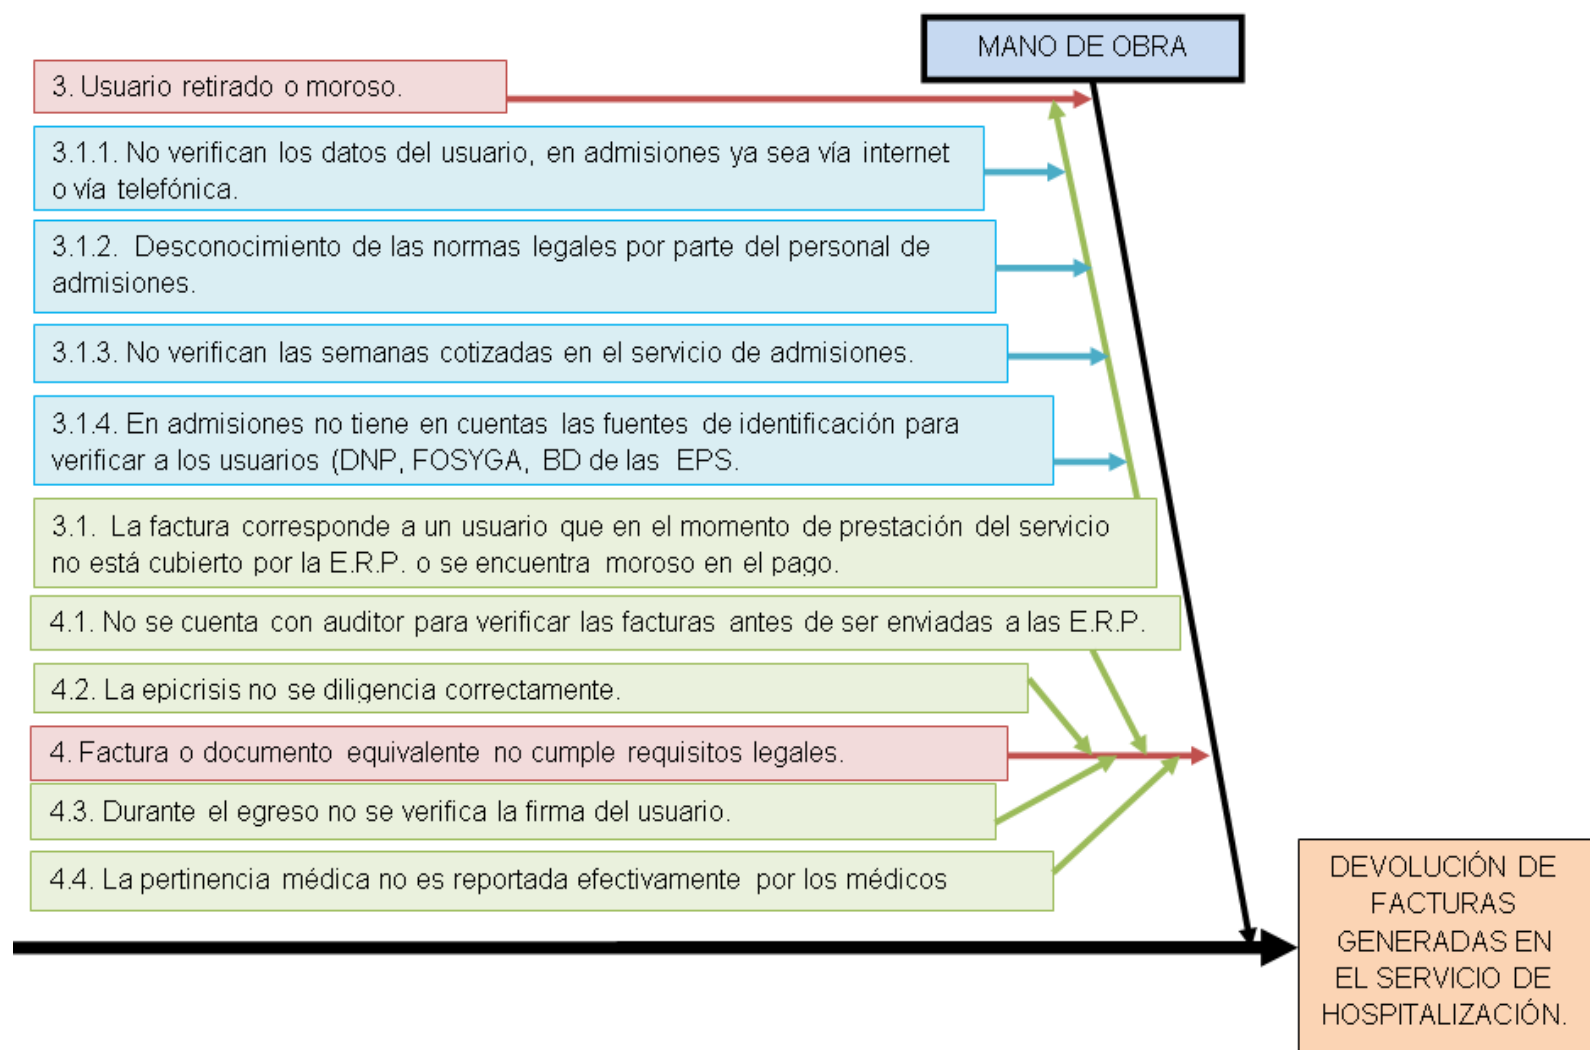 MANO DE OBRA
3. Usuario retirado o moroso.
3.1.1. No verifican los datos del usuario, en admisiones ya sea vía internet
o vía telefónica.
3.1.2. Desconocimiento de las normas legales por parte del personal de
admisiones.
3.1.3. No verifican las semanas cotizadas en el servicio de admisiones.
3.1.4. En admisiones no tiene en cuentas las fuentes de identificación para
verificar a los usuarios (DNP, FOSYGA, BD de las EPS.
3.1. La factura corresponde a un usuario que en el momento de prestación del servicio
no está cubierto por la E.R.P. o se encuentra moroso en el pago.
4.1. No se cuenta con auditor para verificar las facturas antes de ser enviadas a las E.R.P.
4.2. La epicrisis no se diligencia correctamente.
4. Factura o documento equivalente no cumple requisitos legales.
4.3. Durante el egreso no se verifica la firma del usuario.
4.4. La pertinencia médica no es reportada efectivamente por los médicos
DEVOLUCIÓN DE
FACTURAS
GENERADAS EN
EL SERVICIO DE
HOSPITALIZACIÓN.